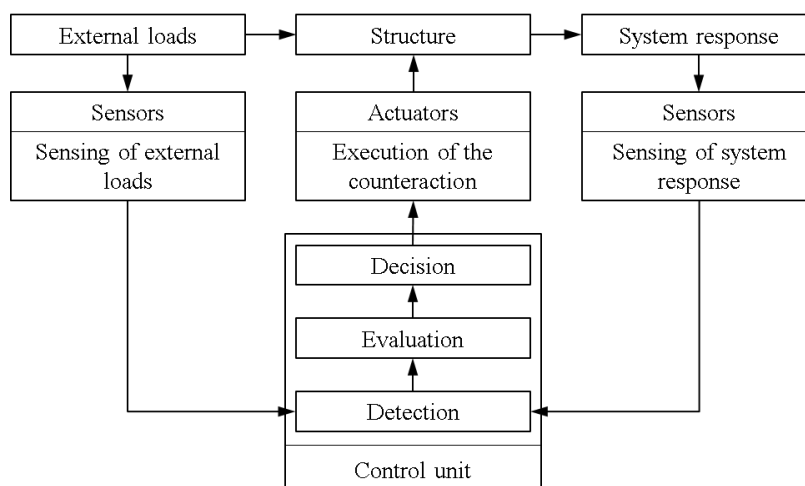 External loads
Structure
System response
Sensors
Sensing of external
loads
Actuators
Execution of the
counteraction
Sensors
Sensing of system
response
Decision
Evaluation
Detection
Control unit